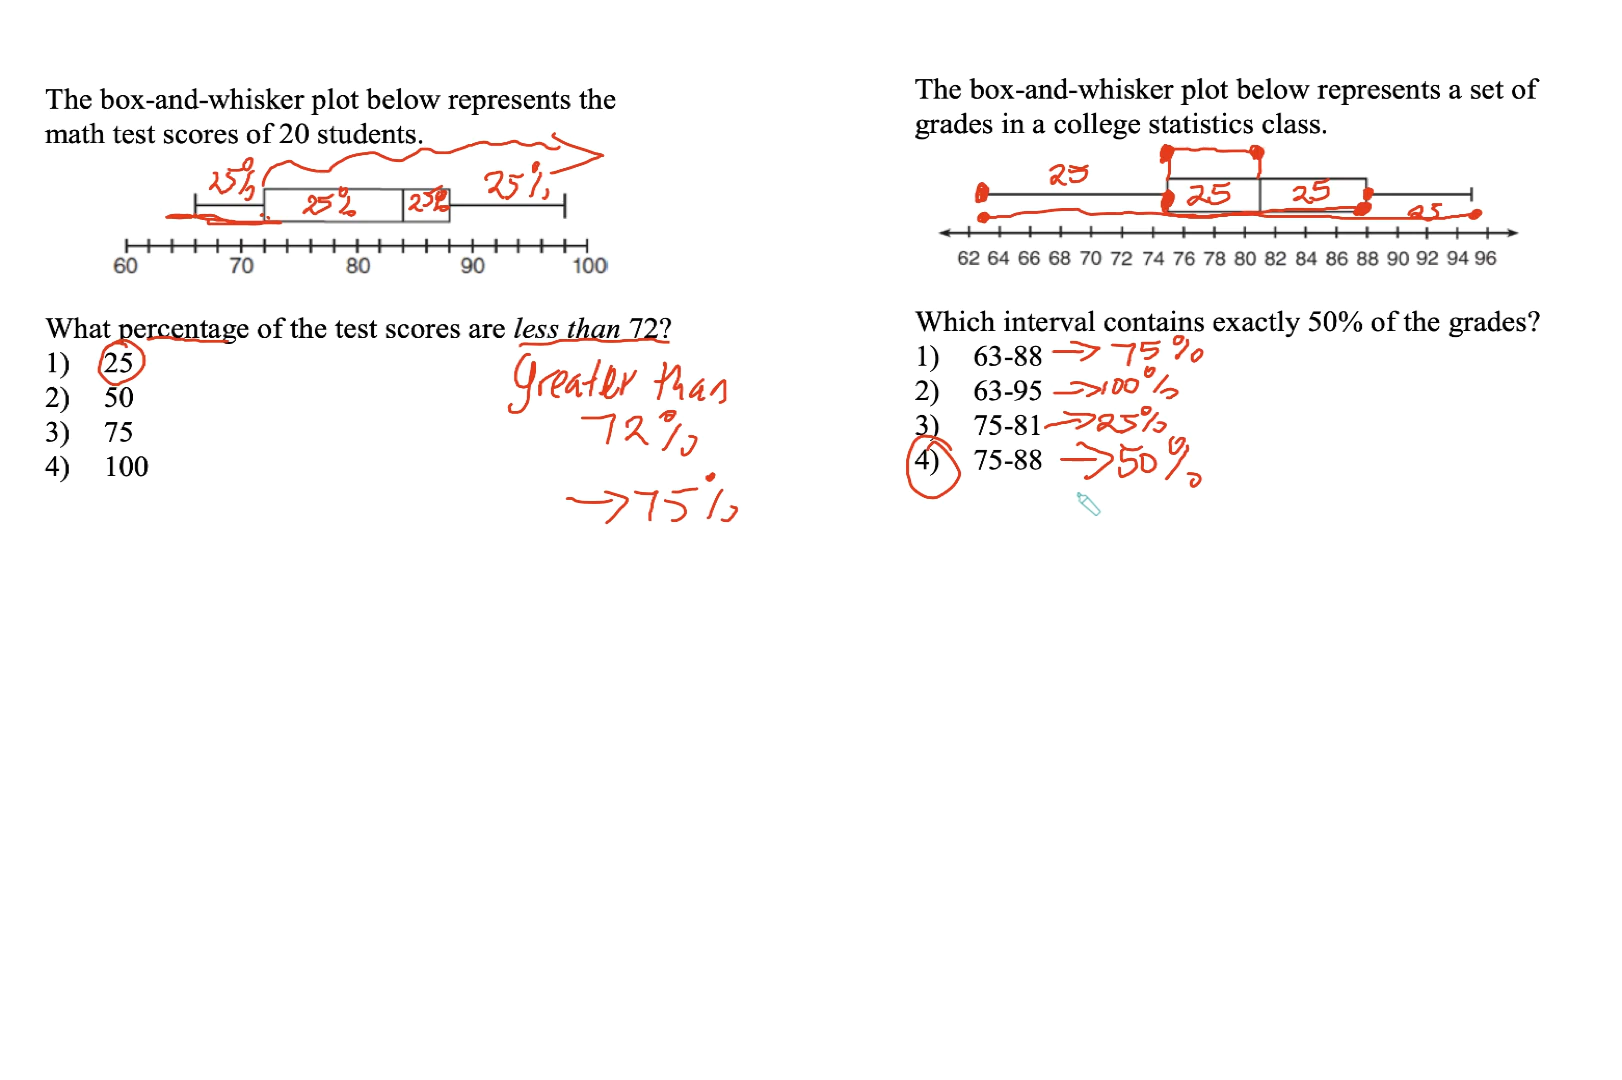 The box-and-whisker plot below represents the
math test scores of 20 students.
25%
25%
25%
25%
60 70 80 90 100
What percentage of the test scores are less than 72?
1) 25
2) 50
3) 75
4) 100
greater than
72%
→75%
The box-and-whisker plot below represents a set of
grades in a college statistics class.
25
25
25
25
62 64 66 68 70 72 74 76 78 80 82 84 86 88 90 92 94 96
Which interval contains exactly 50% of the grades?
1) 63-88 → 75%
2) 63-95 →100%
3) 75-81 →25%
4) 75-88 →50%